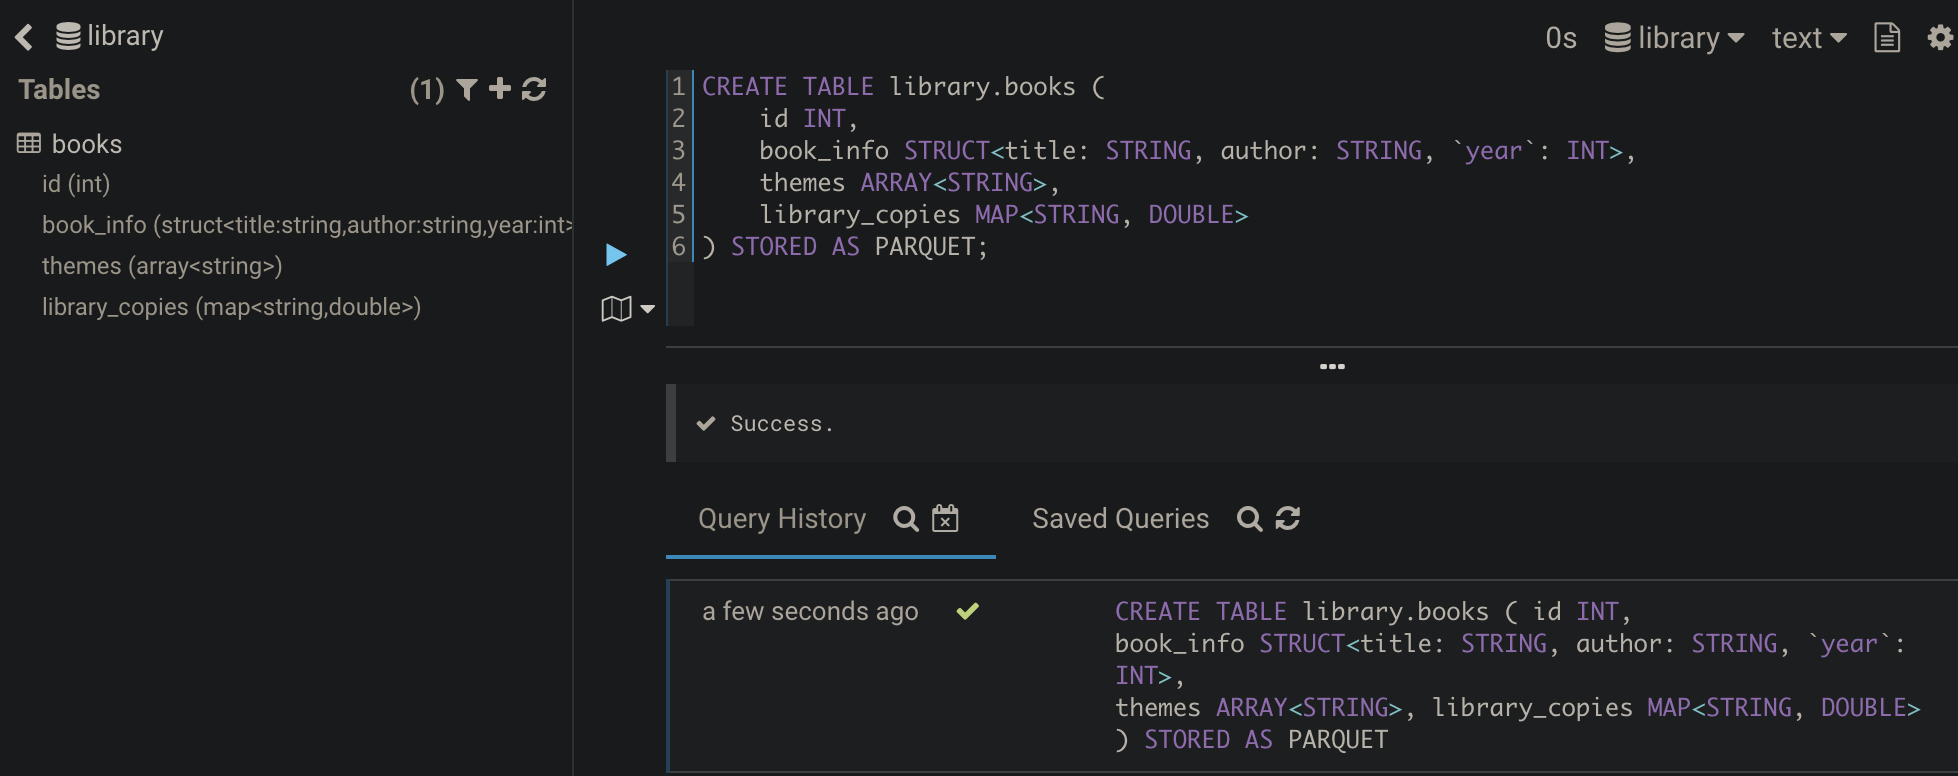 library
Tables (1)
books
id (int)
book_info (struct<title:string,author:string,year:int>
themes (array<string>)
library_copies (map<string,double>)
0s library text
1 CREATE TABLE library.books (
2 id INT,
3 book_info STRUCT<title: STRING, author: STRING, `year`: INT>,
4 themes ARRAY<STRING>,
5 library_copies MAP<STRING, DOUBLE>
6 ) STORED AS PARQUET;
Success.
Query History Saved Queries
a few seconds ago CREATE TABLE library.books ( id INT,
book_info STRUCT<title: STRING, author: STRING, `year`:
INT>,
themes ARRAY<STRING>, library_copies MAP<STRING, DOUBLE>
) STORED AS PARQUET